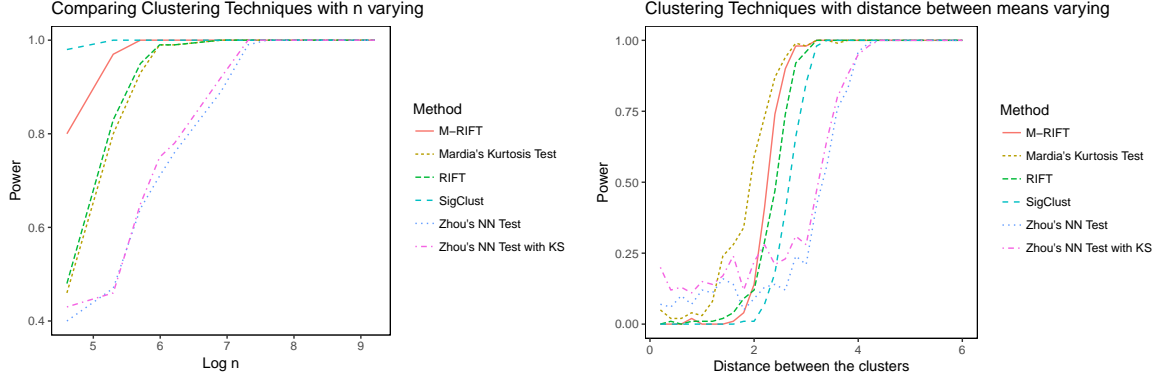 Comparing Clustering Techniques with n varying
1.0
0.8
0.6
0.4
Power
5
6
7
8
9
Log n
Method
M−RIFT
Mardia's Kurtosis Test
RIFT
SigClust
Zhou's NN Test
Zhou's NN Test with KS
Clustering Techniques with distance between means varying
1.00
0.75
0.50
0.25
0.00
Power
0
2
4
6
Distance between the clusters
Method
M−RIFT
Mardia's Kurtosis Test
RIFT
SigClust
Zhou's NN Test
Zhou's NN Test with KS